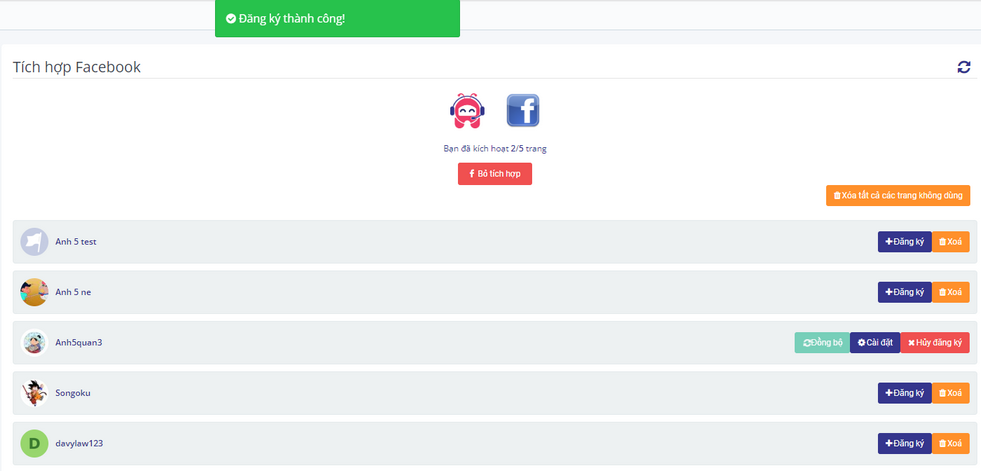 Đăng ký thành công!
Tích hợp Facebook
Bạn đã kích hoạt 2/5 trang
Bỏ tích hợp
Xóa tất cả các trang không dùng
Anh 5 test
Đăng ký Xoá
Anh 5 ne
Đăng ký Xoá
Anh5quan3
Đồng bộ Cài đặt Hủy đăng ký
Songoku
Đăng ký Xoá
D davylaw123
Đăng ký Xoá